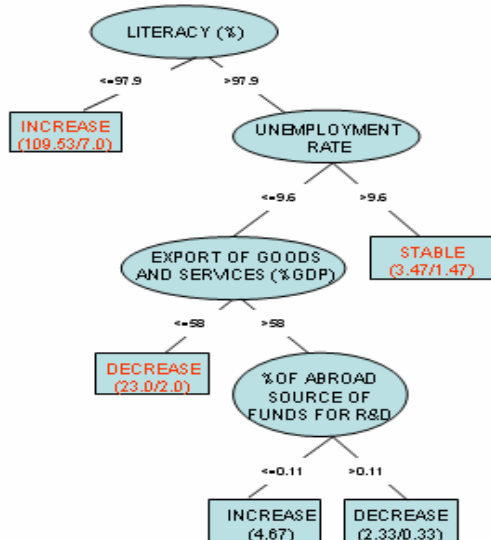 LITERACY (%)
<=97.9
>97.9
INCREASE
(109.53/7.0)
UNEMPLOYMENT
RATE
<=9.6
>9.6
EXPORT OF GOODS
AND SERVICES (%GDP)
STABLE
(3.47/1.47)
<=58
>58
DECREASE
(23.0/2.0)
%OF ABROAD
SOURCE OF
FUNDS FOR R&D
<=0.11
>0.11
INCREASE
(4.67)
DECREASE
(2.33/0.33)